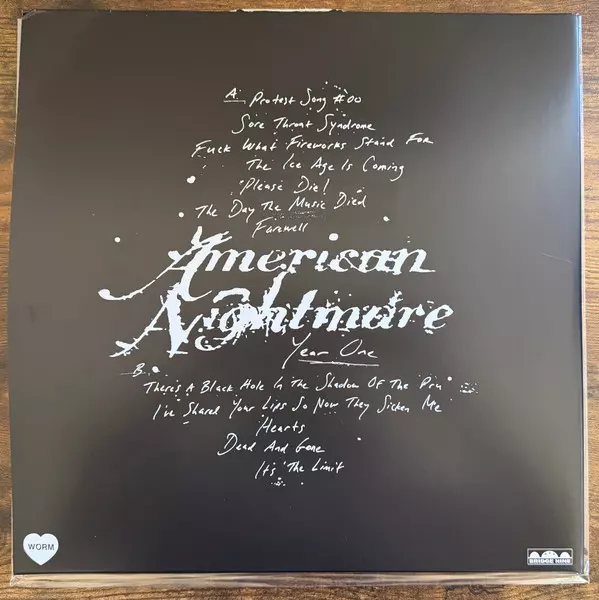 A. Protest Song #00
Sore Throat Syndrome
Fuck What Fireworks Stand For
The Ice Age Is Coming
Please Die!
The Day The Music Died
Farewell
American
Nightmare
Year One
B.
There's A Black Hole In The Shadow Of The Pru
I've Shared Your Lips So Now They Sicken Me
Hearts
Dead And Gone
It's The Limit
WORM
BRIDGE NINE